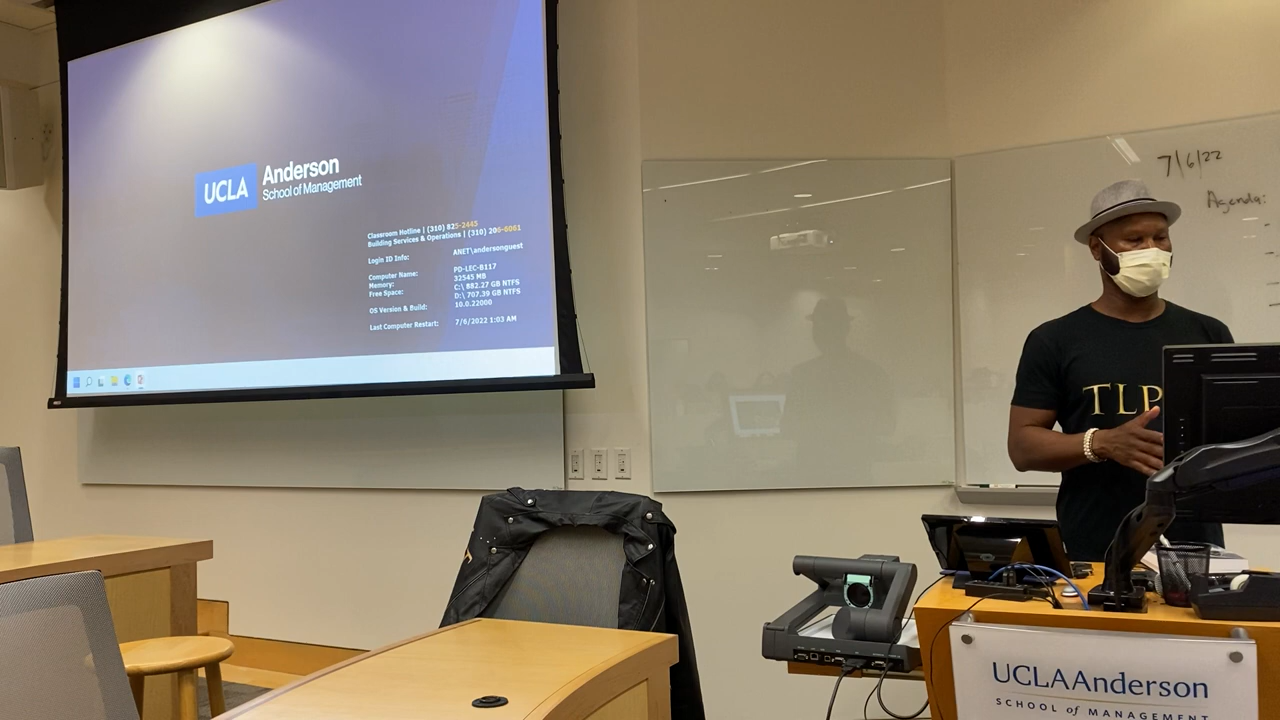 UCLA Anderson
School of Management
Classroom Hotline | (310) 825-2445
Building Services & Operations | (310) 206-6061
Login ID Info: ANET\andersonguest
Computer Name: PD-LEC-B117
Memory: 32545 MB
Free Space: C:\ 882.27 GB NTFS
D:\ 707.39 GB NTFS
OS Version & Build: 10.0.22000
Last Computer Restart: 7/6/2022 1:03 AM
7/6/22
Agenda:
TLP
UCLAAnderson
SCHOOL of MANAGEMENT